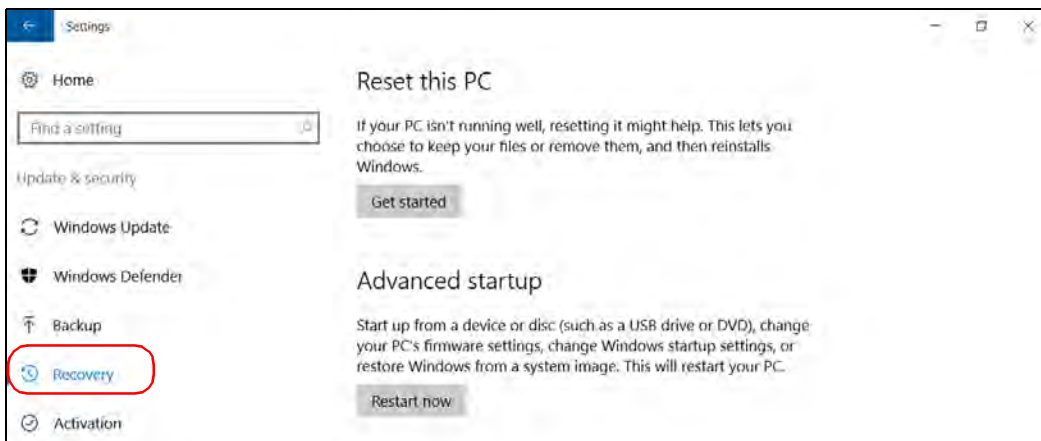 Settings
Home
Find a setting
Update & security
Windows Update
Windows Defender
Backup
Recovery
Activation
Reset this PC
If your PC isn't running well, resetting it might help. This lets you
choose to keep your files or remove them, and then reinstalls
Windows.
Get started
Advanced startup
Start up from a device or disc (such as a USB drive or DVD), change
your PC's firmware settings, change Windows startup settings, or
restore Windows from a system image. This will restart your PC.
Restart now